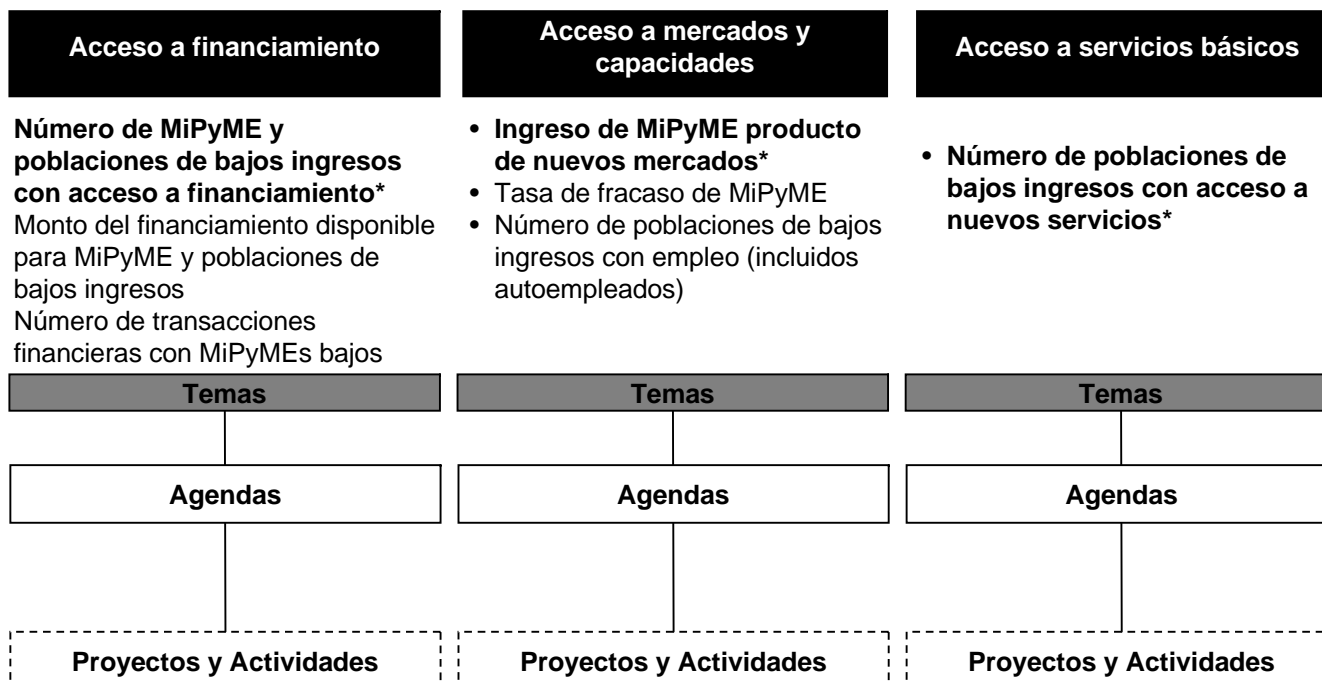 Acceso a financiamiento
Número de MiPyME y
poblaciones de bajos ingresos
con acceso a financiamiento*
Monto del financiamiento disponible
para MiPyME y poblaciones de
bajos ingresos
Número de transacciones
financieras con MiPyMEs bajos
Temas
Agendas
Proyectos y Actividades
Acceso a mercados y
capacidades
• Ingreso de MiPyME producto
de nuevos mercados*
• Tasa de fracaso de MiPyME
• Número de poblaciones de bajos
ingresos con empleo (incluidos
autoempleados)
Temas
Agendas
Proyectos y Actividades
Acceso a servicios básicos
• Número de poblaciones de
bajos ingresos con acceso a
nuevos servicios*
Temas
Agendas
Proyectos y Actividades